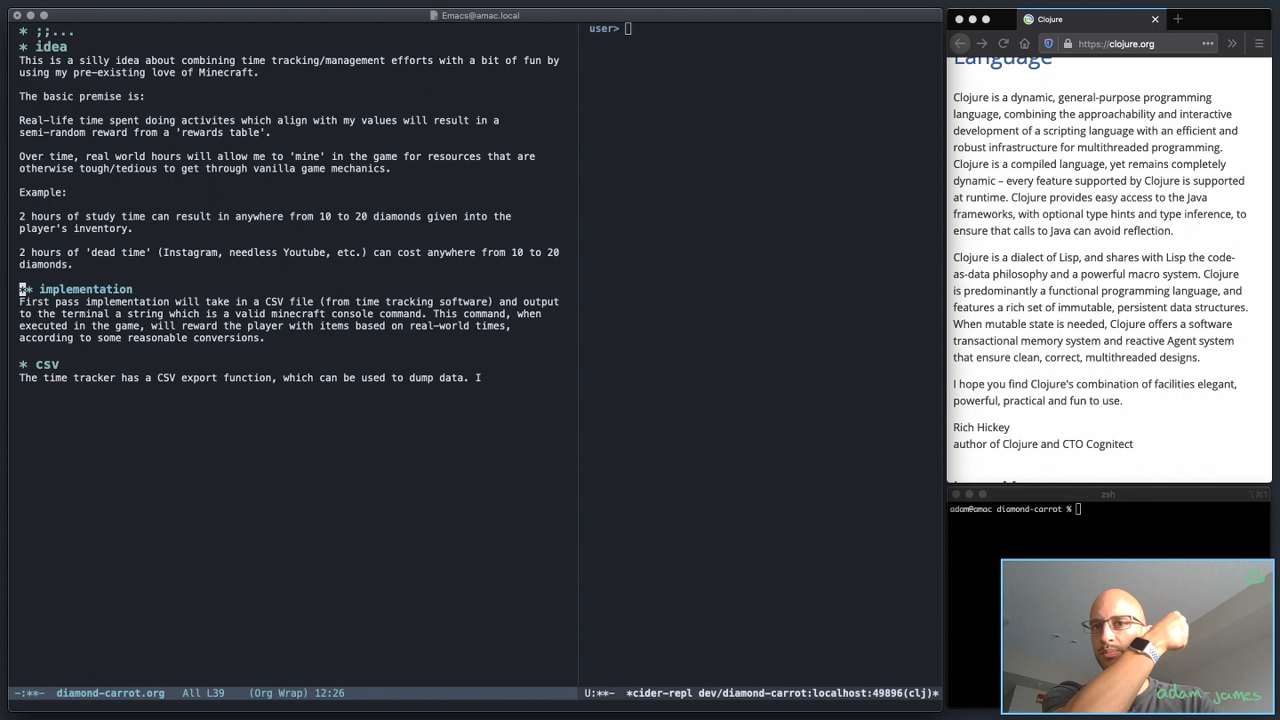 Emacs@amac.local
* ;;...
* idea
This is a silly idea about combining time tracking/management efforts with a bit of fun by
using my pre-existing love of Minecraft.
The basic premise is:
Real-life time spent doing activites which align with my values will result in a
semi-random reward from a 'rewards table'.
Over time, real world hours will allow me to 'mine' in the game for resources that are
otherwise tough/tedious to get through vanilla game mechanics.
Example:
2 hours of study time can result in anywhere from 10 to 20 diamonds given into the
player's inventory.
2 hours of 'dead time' (Instagram, needless Youtube, etc.) can cost anywhere from 10 to 20
diamonds.
** implementation
First pass implementation will take in a CSV file (from time tracking software) and output
to the terminal a string which is a valid minecraft console command. This command, when
executed in the game, will reward the player with items based on real-world times,
according to some reasonable conversions.
* csv
The time tracker has a CSV export function, which can be used to dump data.
-:**- diamond-carrot.org All L39 (Org Wrap) 12:26
user>
U:**- *cider-repl dev/diamond-carrot:localhost:49896(clj)*
Clojure
https://clojure.org
Language
Clojure is a dynamic, general-purpose programming
language, combining the approachability and interactive
development of a scripting language with an efficient and
robust infrastructure for multithreaded programming.
Clojure is a compiled language, yet remains completely
dynamic – every feature supported by Clojure is supported
at runtime. Clojure provides easy access to the Java
frameworks, with optional type hints and type inference, to
ensure that calls to Java can avoid reflection.
Clojure is a dialect of Lisp, and shares with Lisp the code-
as-data philosophy and a powerful macro system. Clojure
is predominantly a functional programming language, and
features a rich set of immutable, persistent data structures.
When mutable state is needed, Clojure offers a software
transactional memory system and reactive Agent system
that ensure clean, correct, multithreaded designs.
I hope you find Clojure's combination of facilities elegant,
powerful, practical and fun to use.
Rich Hickey
author of Clojure and CTO Cognitect
zsh
adam@amac diamond-carrot %
adam james